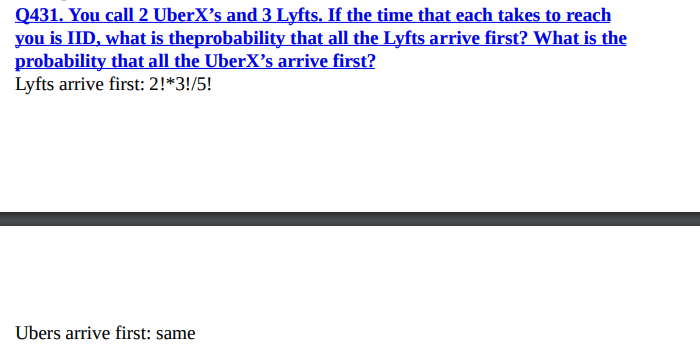 Q431. You call 2 UberX’s and 3 Lyfts. If the time that each takes to reach
you is IID, what is theprobability that all the Lyfts arrive first? What is the
probability that all the UberX’s arrive first?
Lyfts arrive first: 2!*3!/5!
Ubers arrive first: same